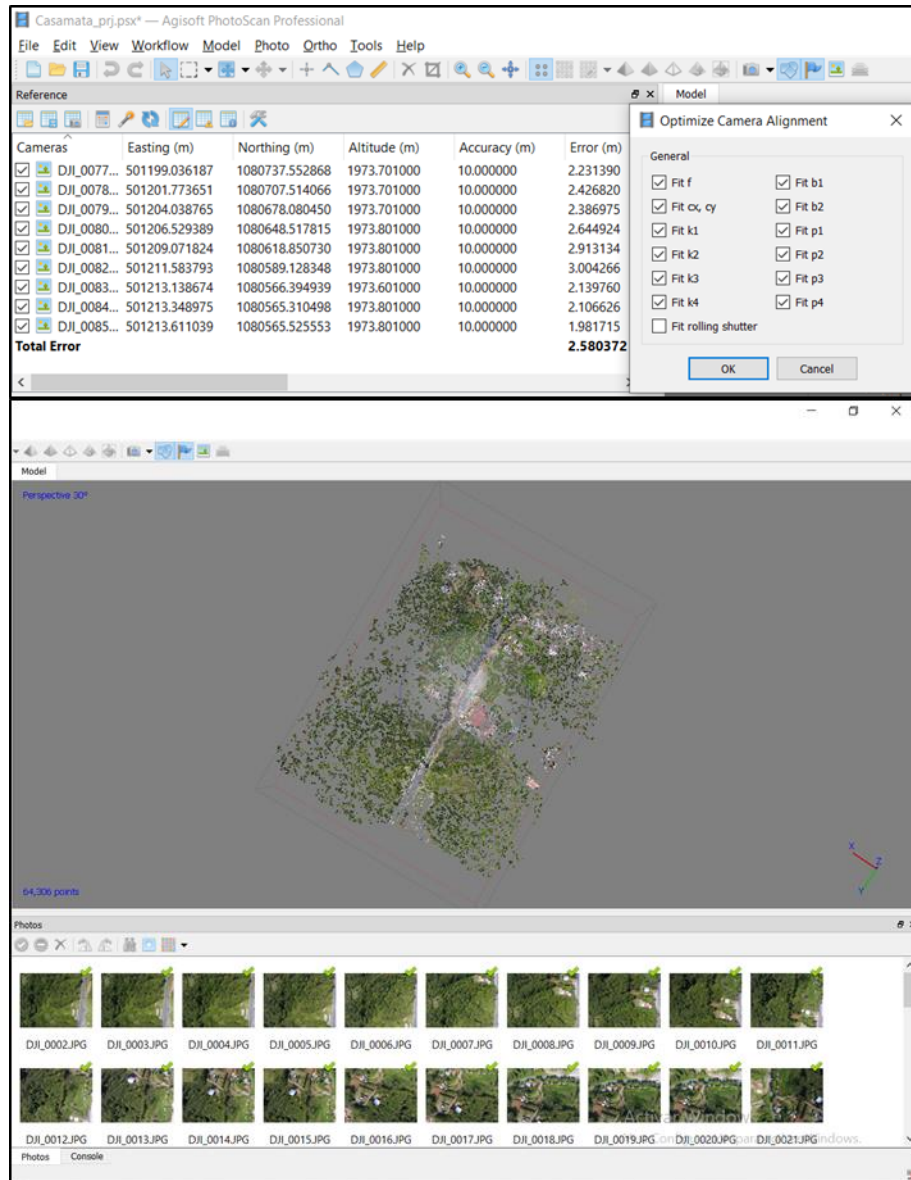 Casamata_prj.psx* — Agisoft PhotoScan Professional
File Edit View Workflow Model Photo Ortho Tools Help
Reference
Model
Cameras Easting (m) Northing (m) Altitude (m) Accuracy (m) Error (m)
DJI_0077... 501199.036187 1080737.552868 1973.701000 10.000000 2.231390
DJI_0078... 501201.773651 1080707.514066 1973.701000 10.000000 2.426820
DJI_0079... 501204.038765 1080678.080450 1973.701000 10.000000 2.386975
DJI_0080... 501206.529389 1080648.517815 1973.801000 10.000000 2.644924
DJI_0081... 501209.071824 1080618.850730 1973.801000 10.000000 2.913134
DJI_0082... 501211.583793 1080589.128348 1973.801000 10.000000 3.004266
DJI_0083... 501213.138674 1080566.394939 1973.601000 10.000000 2.139760
DJI_0084... 501213.348975 1080565.310498 1973.801000 10.000000 2.106626
DJI_0085... 501213.611039 1080565.525553 1973.801000 10.000000 1.981715
Total Error 2.580372
Optimize Camera Alignment
General
Fit f Fit b1
Fit cx, cy Fit b2
Fit k1 Fit p1
Fit k2 Fit p2
Fit k3 Fit p3
Fit k4 Fit p4
Fit rolling shutter
OK Cancel
Model
Perspective 30°
X
Z
Y
64,306 points
Photos
DJI_0002.JPG DJI_0003.JPG DJI_0004.JPG DJI_0005.JPG DJI_0006.JPG DJI_0007.JPG DJI_0008.JPG DJI_0009.JPG DJI_0010.JPG DJI_0011.JPG
Activar Window
DJI_0012.JPG DJI_0013.JPG DJI_0014.JPG DJI_0015.JPG DJI_0016.JPG DJI_0017.JPG DJI_0018.JPG DJI_0019.JPG DJI_0020.JPG DJI_0021.JPG
Photos Console